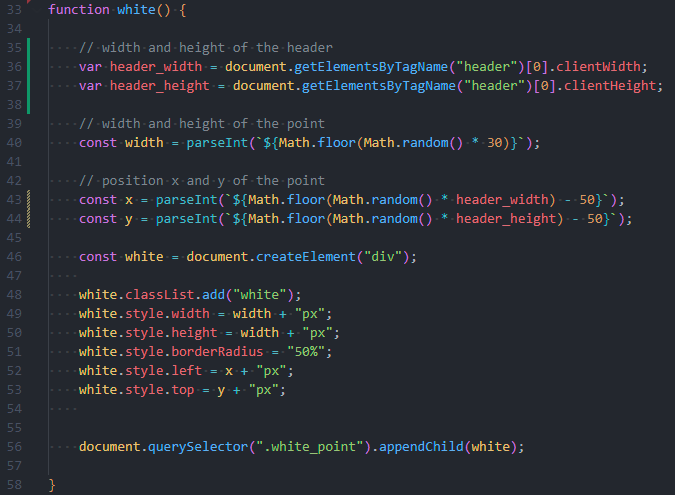 33 function white() {
34
35 // width and height of the header
36 var header_width = document.getElementsByTagName("header")[0].clientWidth;
37 var header_height = document.getElementsByTagName("header")[0].clientHeight;
38
39 // width and height of the point
40 const width = parseInt(`${Math.floor(Math.random() * 30)}`);
41
42 // position x and y of the point
43 const x = parseInt(`${Math.floor(Math.random() * header_width) - 50}`);
44 const y = parseInt(`${Math.floor(Math.random() * header_height) - 50}`);
45
46 const white = document.createElement("div");
47
48 white.classList.add("white");
49 white.style.width = width + "px";
50 white.style.height = width + "px";
51 white.style.borderRadius = "50%";
52 white.style.left = x + "px";
53 white.style.top = y + "px";
54
55
56 document.querySelector(".white_point").appendChild(white);
57
58 }